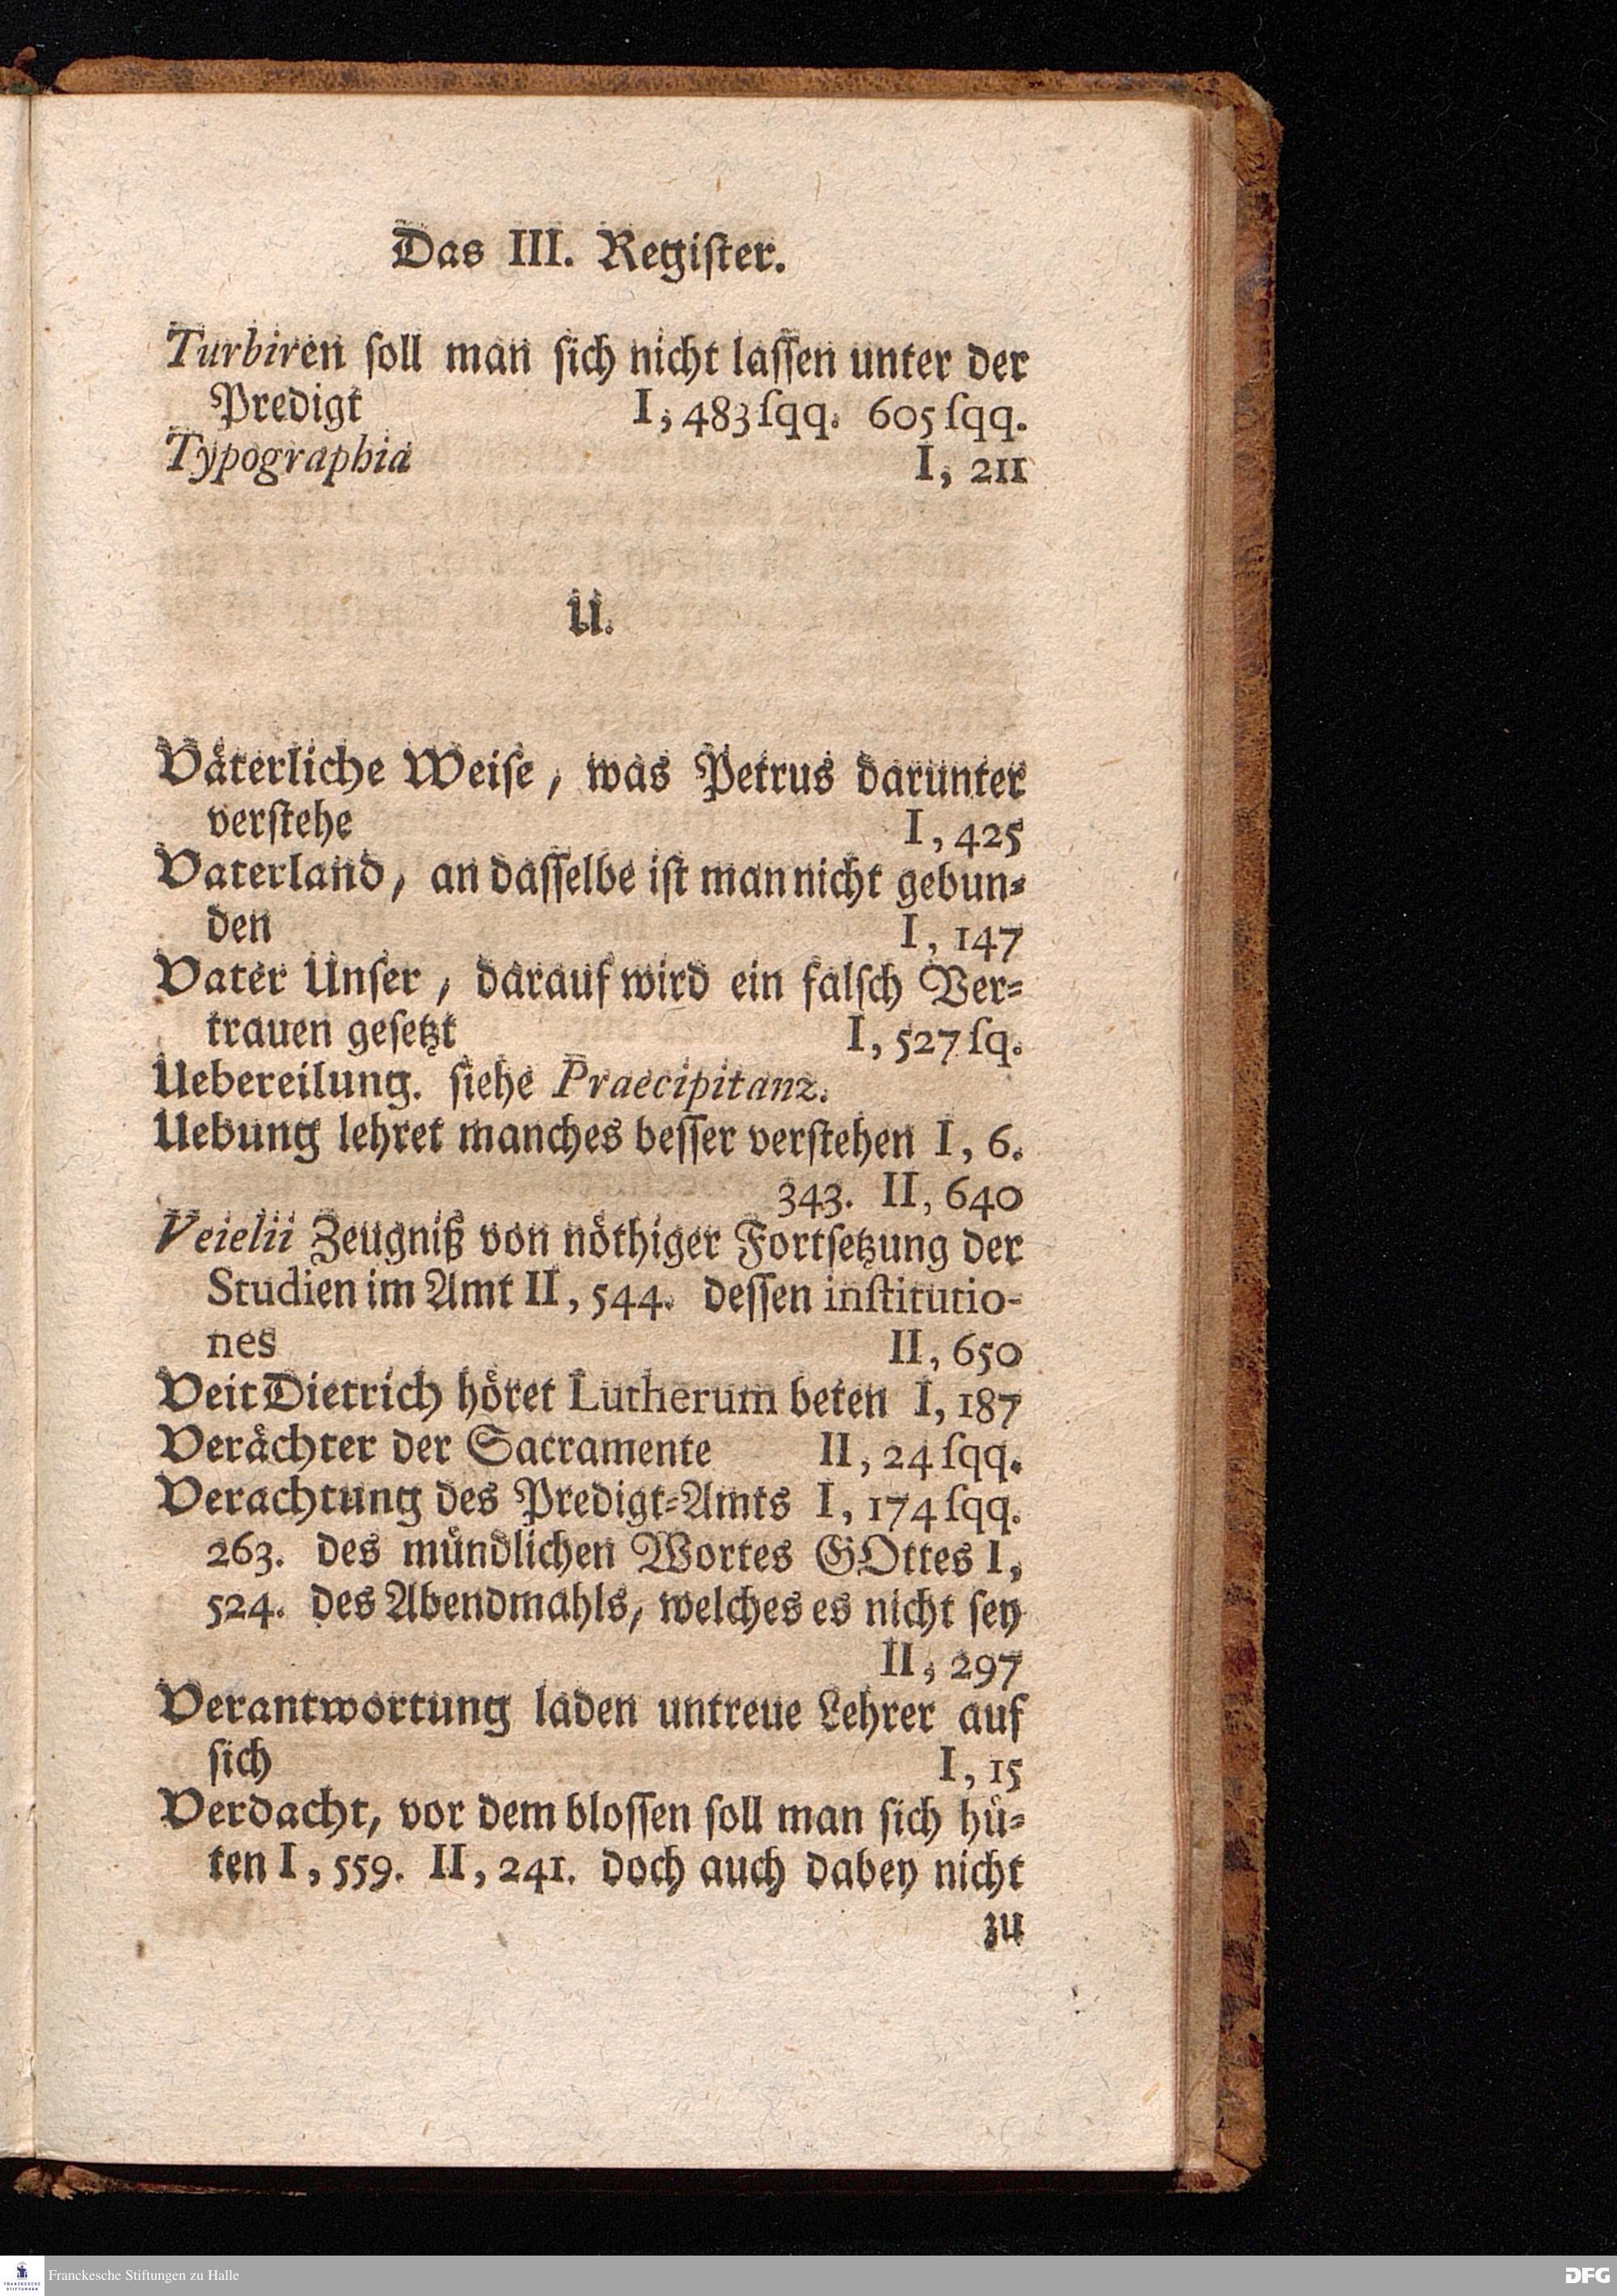 Das III. Regiſter.
Turbiren ſoll man ſich nicht laſſen unter der
Predigt I, 483 ſqq. 605 ſqq.
Typographia I, 211
U.
Våterliche Weiſe, was Petrus darunter
verſtehe I, 425
Vaterland, an daſſelbe iſt man nicht gebun-
den I, 147
Vater Unſer, darauf wird ein falſch Ver-
trauen geſetzt I, 527 ſq.
Uebereilung. ſiehe Praecipitanz.
Uebung lehret manches beſſer verſtehen I, 6.
343. II, 640
Veielii Zeugniß von nöthiger Fortſetzung der
Studien im Amt II, 544. deſſen inſtitutio-
nes II, 650
Veit Dietrich höret Lutherum beten I, 187
Veråchter der Sacramente II, 24 ſqq.
Verachtung des Predigt-Amts I, 174 ſqq.
263. des mündlichen Wortes GOttes I,
524. des Abendmahls, welches es nicht ſey
II, 297
Verantwortung laden untreue Lehrer auf
ſich I, 15
Verdacht, vor dem bloſſen ſoll man ſich hü-
ten I, 559. II, 241. doch auch dabey nicht
zu
Franckesche Stiftungen zu Halle
DFG